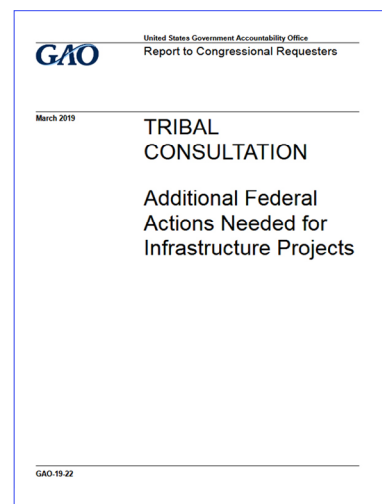 United States Government Accountability Office
GAO
Report to Congressional Requesters
March 2019
TRIBAL
CONSULTATION
Additional Federal
Actions Needed for
Infrastructure Projects
GAO-19-22